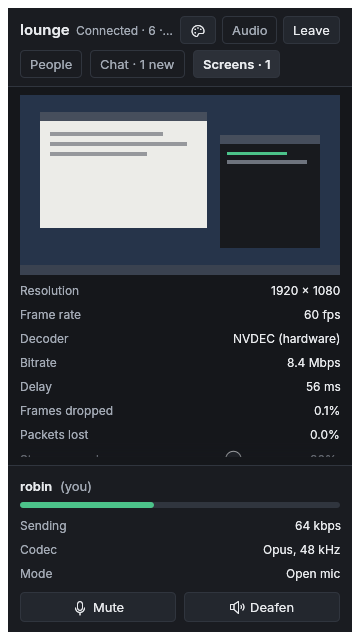 lounge Connected · 6 ·... Audio Leave
People Chat · 1 new Screens · 1
Resolution 1920 × 1080
Frame rate 60 fps
Decoder NVDEC (hardware)
Bitrate 8.4 Mbps
Delay 56 ms
Frames dropped 0.1%
Packets lost 0.0%
robin (you)
Sending 64 kbps
Codec Opus, 48 kHz
Mode Open mic
Mute Deafen